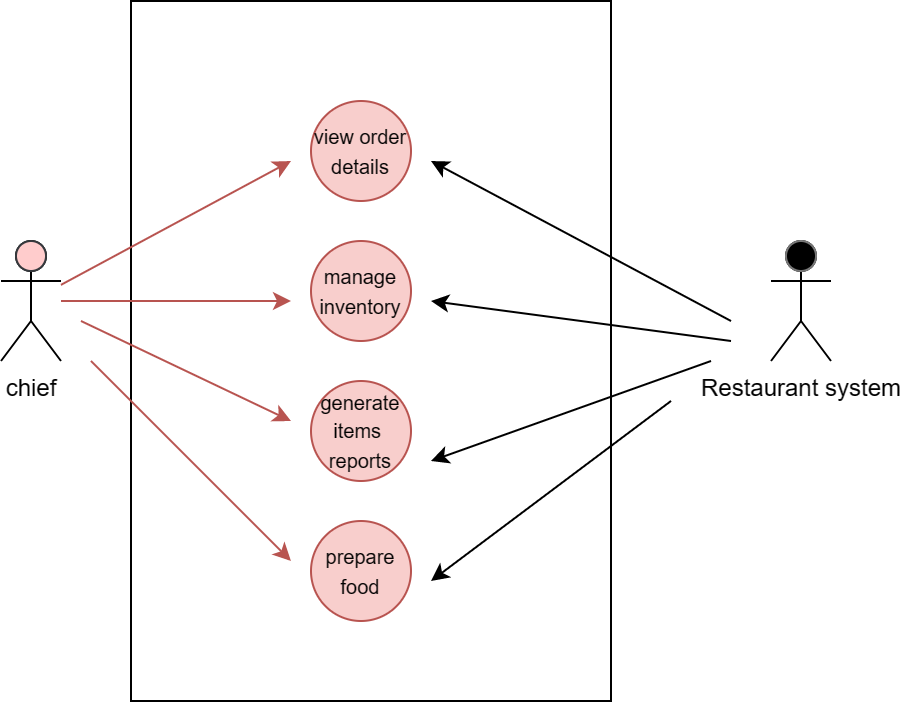 view order
details
manage
inventory
chief
Restaurant system
generate
items
reports
prepare
food